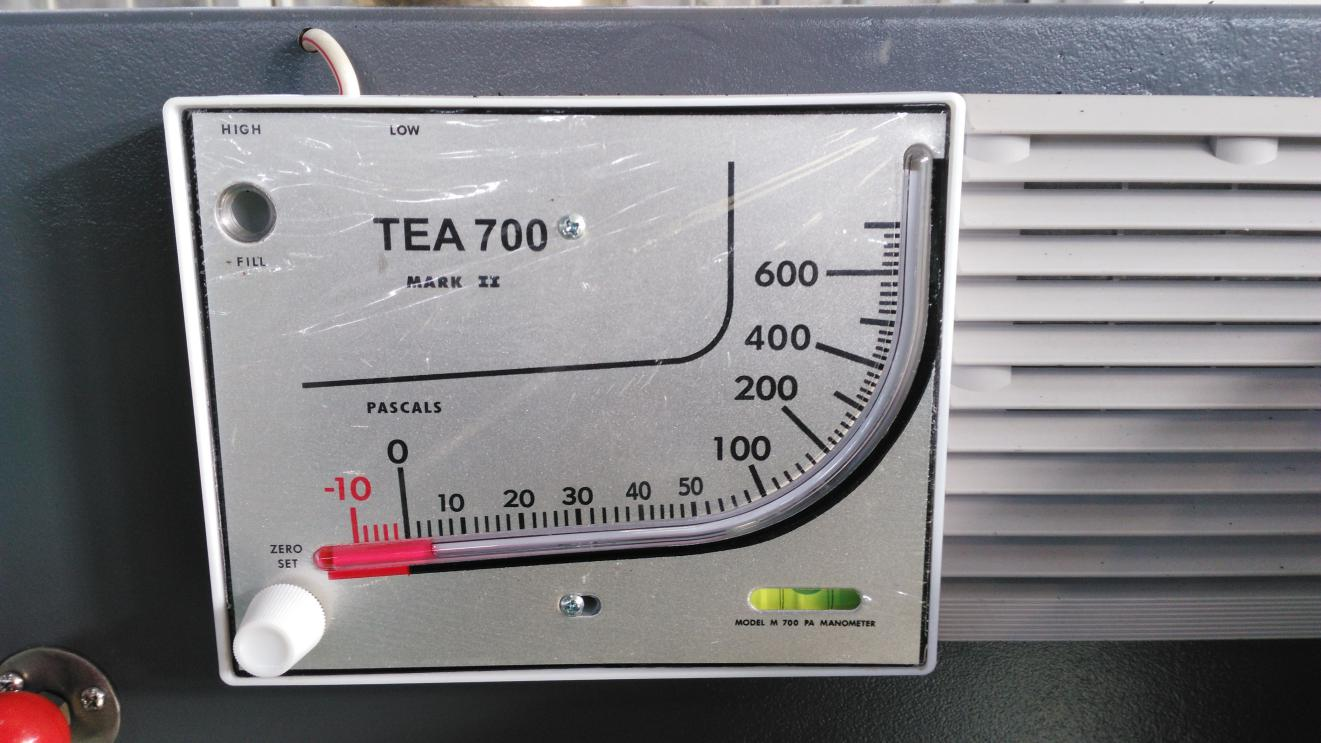 HIGH LOW
TEA 700
- FILL
MARK II
600
400
200
PASCALS
0 100
-10 10 20 30 40 50
ZERO
SET
MODEL M 700 PA MANOMETER